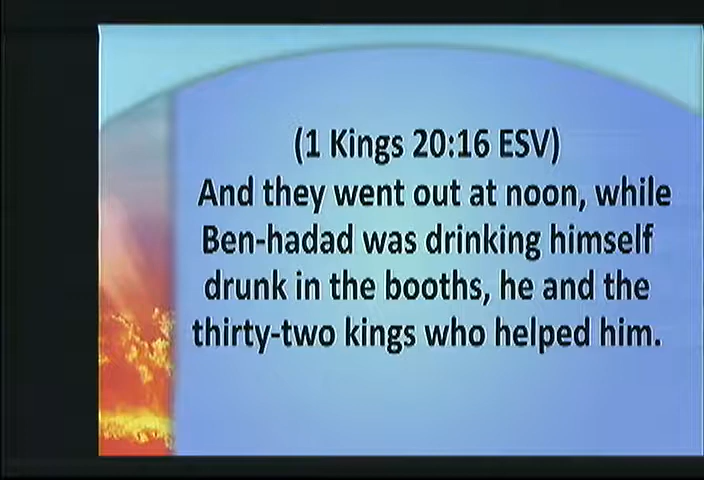 (1 Kings 20:16 ESV)
And they went out at noon, while
Ben-hadad was drinking himself
drunk in the booths, he and the
thirty-two kings who helped him.